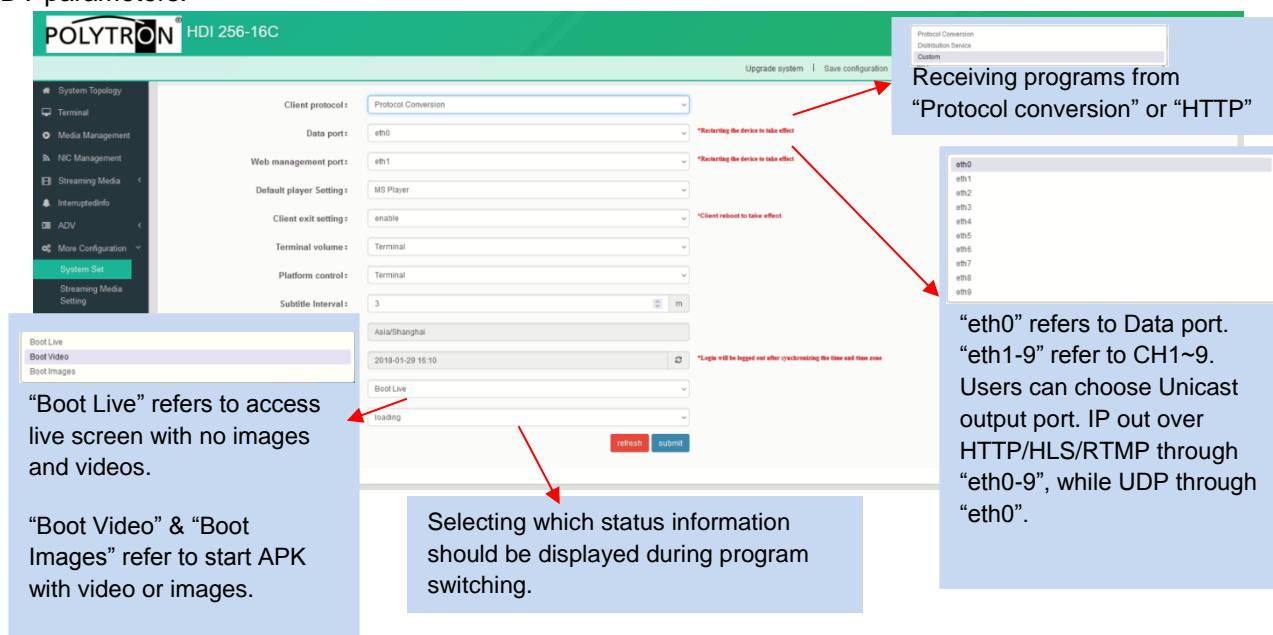 POLYTRON® HDI 256-16C
Upgrade system | Save configuration
System Topology
Terminal
Media Management
NIC Management
Streaming Media
InterruptedInfo
ADV
More Configuration
System Set
Streaming Media
Setting
Client protocol: Protocol Conversion
Data port: eth0 *Restarting the device to take effect
Web management port: eth1 *Restarting the device to take effect
Default player Setting: MS Player
Client exit setting: enable *Client reboot to take effect
Terminal volume: Terminal
Platform control: Terminal
Subtitle Interval: 3 m
Asia/Shanghai
2019-01-29 16:10 *Login will be logged out after synchronizing the time and time zone
Boot Live
loading
refresh submit
Protocol Conversion
Distribution Service
Custom
Receiving programs from
“Protocol conversion” or “HTTP”
eth0
eth1
eth2
eth3
eth4
eth5
eth6
eth7
eth8
eth9
“eth0” refers to Data port.
“eth1-9” refer to CH1~9.
Users can choose Unicast
output port. IP out over
HTTP/HLS/RTMP through
“eth0-9”, while UDP through
“eth0”.
Boot Live
Boot Video
Boot Images
“Boot Live” refers to access
live screen with no images
and videos.
“Boot Video” & “Boot
Images” refer to start APK
with video or images.
Selecting which status information
should be displayed during program
switching.